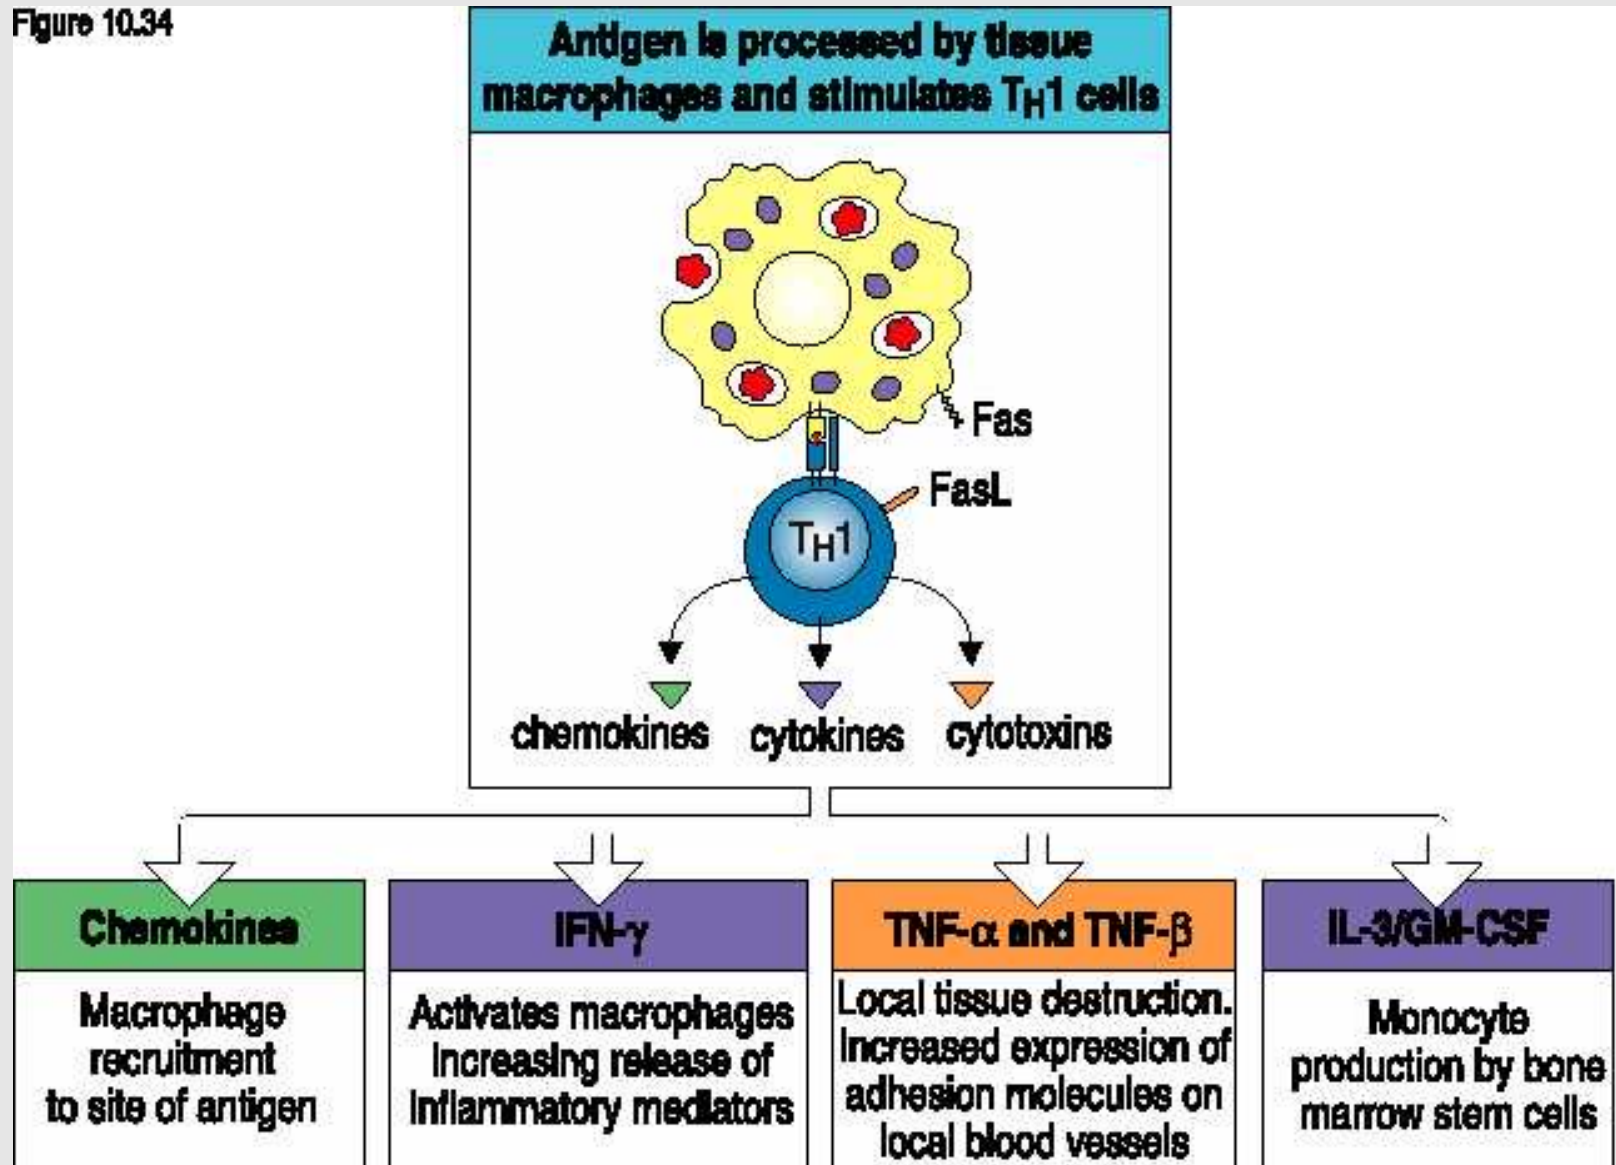 Figure 10.34
Antigen is processed by tissue
macrophages and stimulates TH1 cells
Fas
FasL
TH1
chemokines
cytokines
cytotoxins
Chemokines
Macrophage
recruitment
to site of antigen
IFN-γ
Activates macrophages
increasing release of
inflammatory mediators
TNF-α and TNF-β
Local tissue destruction.
Increased expression of
adhesion molecules on
local blood vessels
IL-3/GM-CSF
Monocyte
production by bone
marrow stem cells